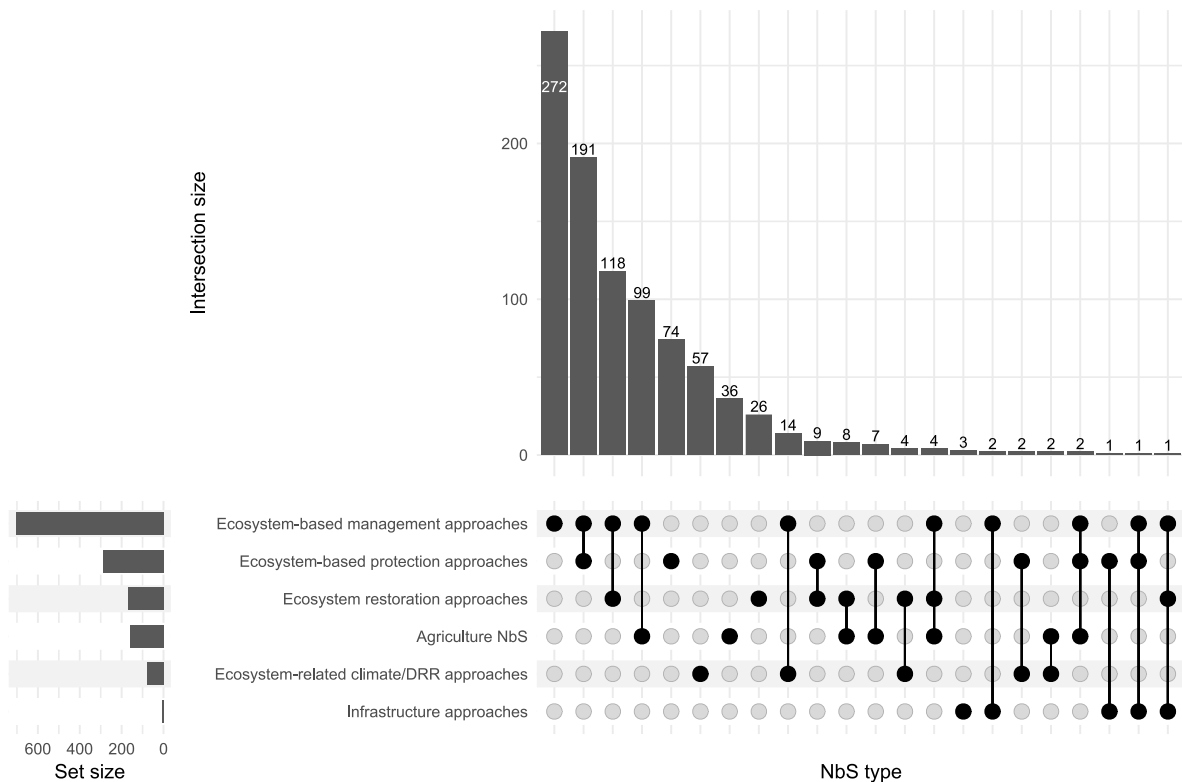 Intersection size
272
191
118
99
74
57
36
26
14
9
8
7
4
4
3
2
2
2
2
1
1
1
200
100
0
Ecosystem-based management approaches
Ecosystem-based protection approaches
Ecosystem restoration approaches
Agriculture NbS
Ecosystem-related climate/DRR approaches
Infrastructure approaches
600 400 200 0
Set size
NbS type